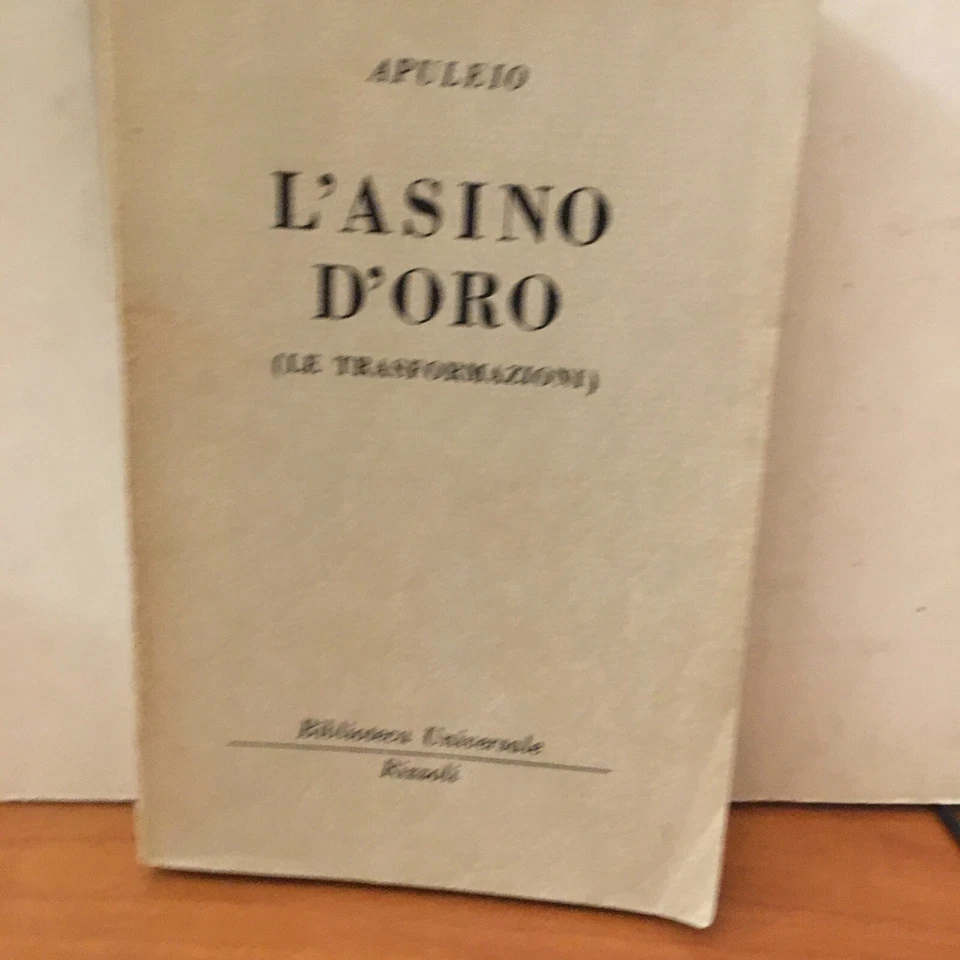 APULEIO
L'ASINO
D'ORO
(LE TRASFORMAZIONI)
Biblioteca Universale
Rizzoli